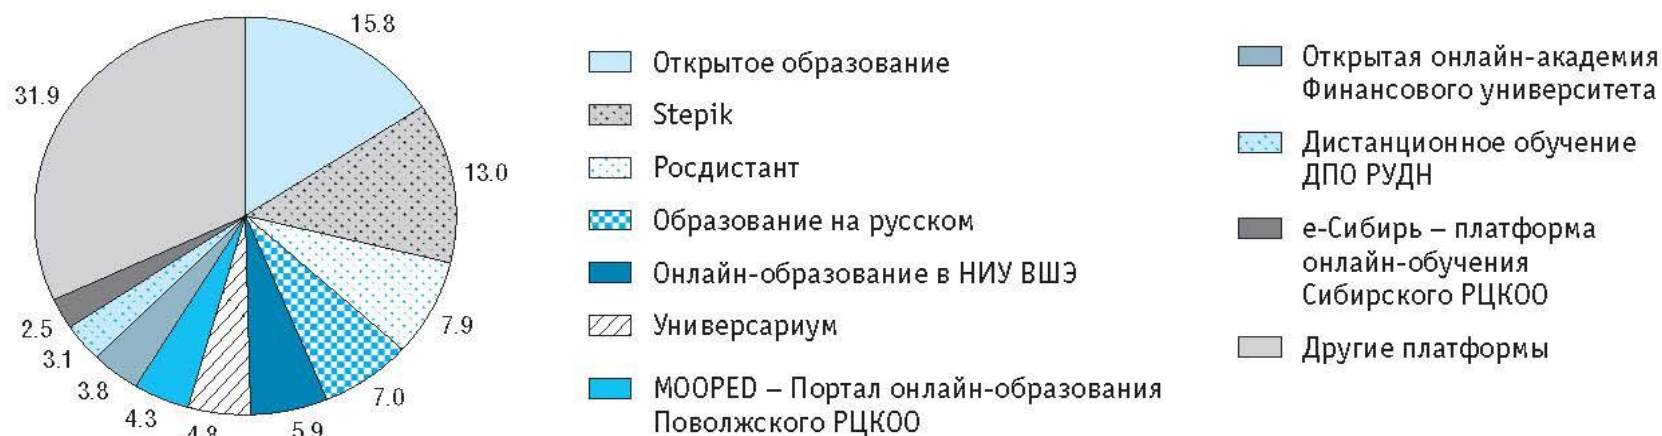 15.8
31.9
13.0
7.9
7.0
5.9
4.8
4.3
3.8
3.1
2.5
Открытое образование
Stepik
Росдистант
Образование на русском
Онлайн-образование в НИУ ВШЭ
Универсариум
MOOPED – Портал онлайн-образования
Поволжского РЦКОО
Открытая онлайн-академия
Финансового университета
Дистанционное обучение
ДПО РУДН
е-Сибирь – платформа
онлайн-обучения
Сибирского РЦКОО
Другие платформы